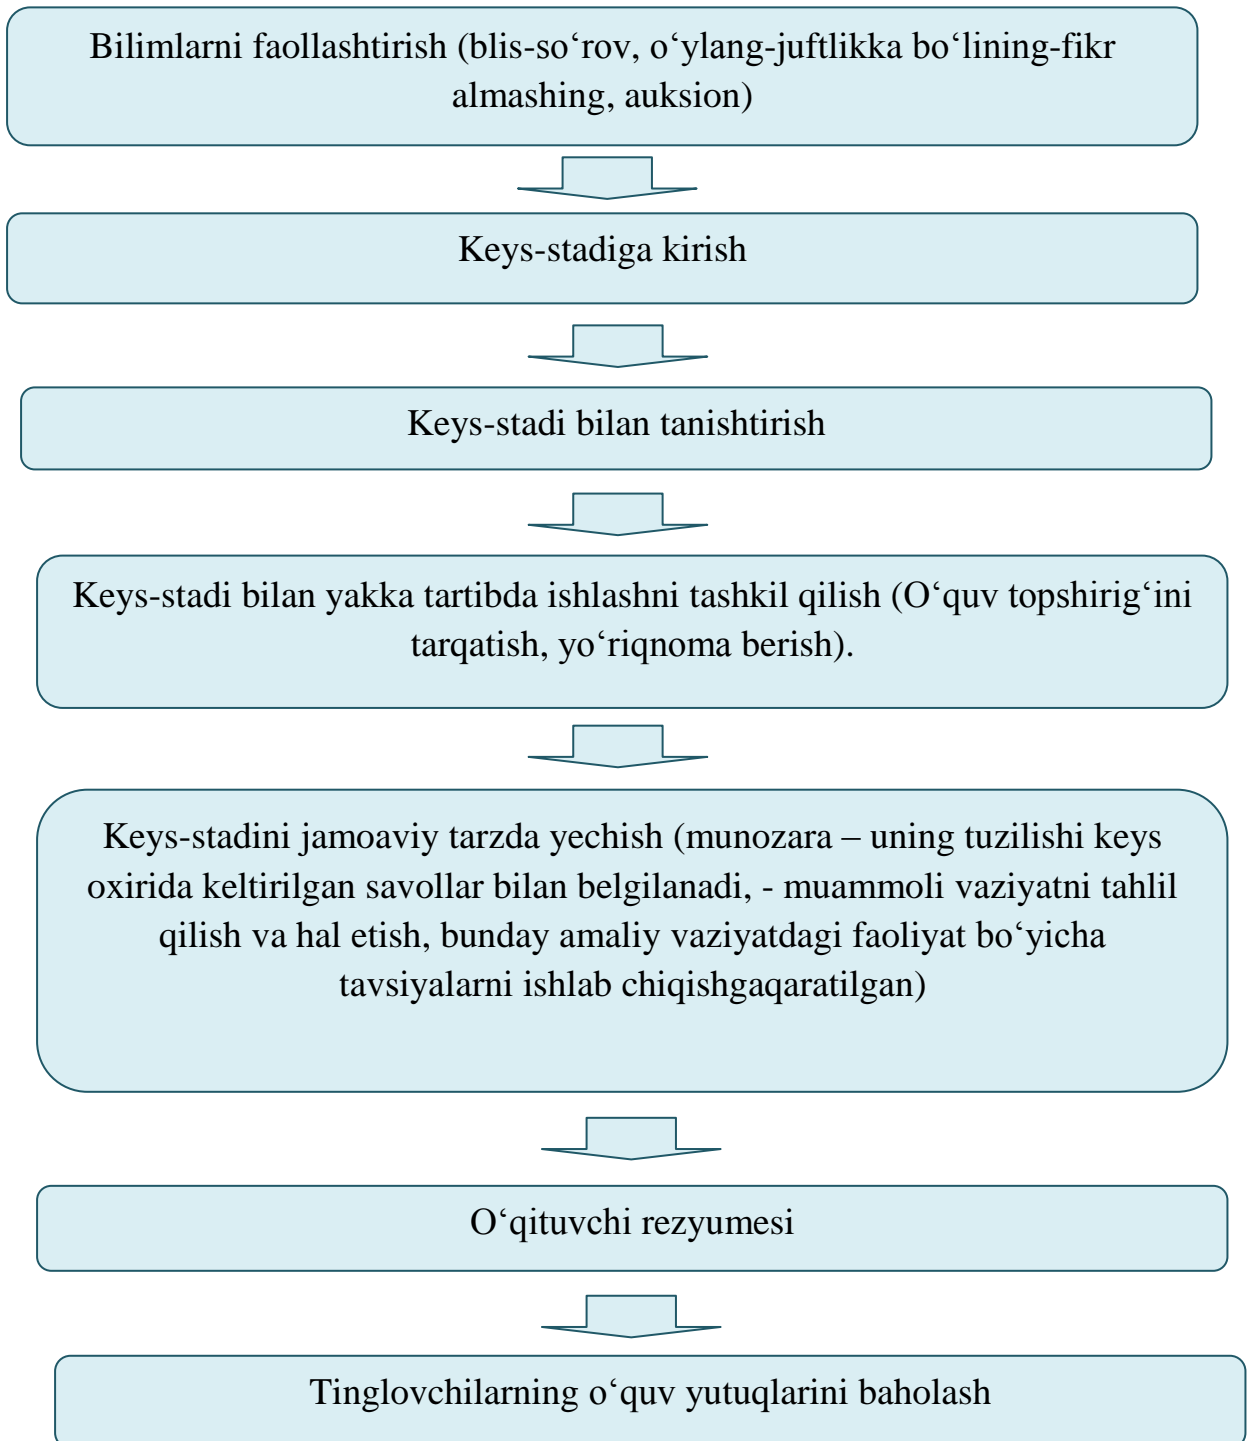 Bilimlarni faollashtirish (blis-so‘rov, o‘ylang-juftlikka bo‘lining-fikr
almashing, auksion)
Keys-stadiga kirish
Keys-stadi bilan tanishtirish
Keys-stadi bilan yakka tartibda ishlashni tashkil qilish (O‘quv topshirig‘ini
tarqatish, yo‘riqnoma berish).
Keys-stadini jamoaviy tarzda yechish (munozara – uning tuzilishi keys
oxirida keltirilgan savollar bilan belgilanadi, - muammoli vaziyatni tahlil
qilish va hal etish, bunday amaliy vaziyatdagi faoliyat bo‘yicha
tavsiyalarni ishlab chiqishgaqaratilgan)
O‘qituvchi rezyumesi
Tinglovchilarning o‘quv yutuqlarini baholash